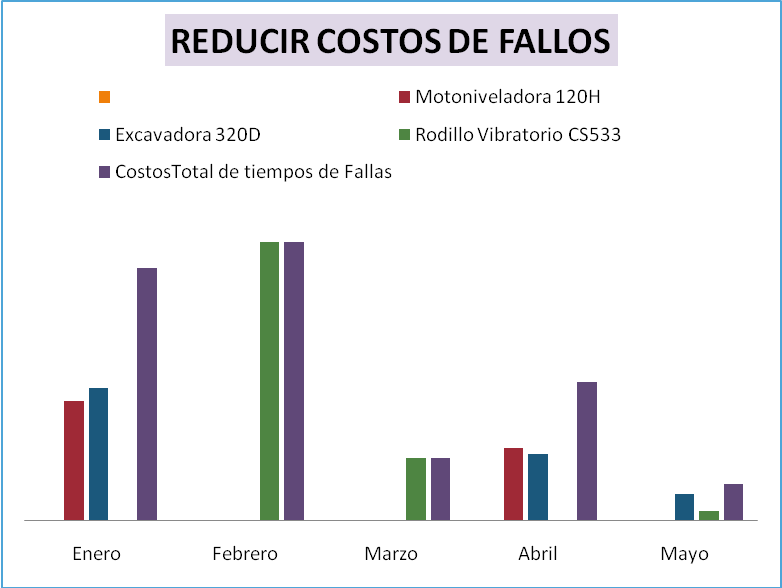 REDUCIR COSTOS DE FALLOS
Motoniveladora 120H
Excavadora 320D
Rodillo Vibratorio CS533
CostosTotal de tiempos de Fallas
Enero
Febrero
Marzo
Abril
Mayo